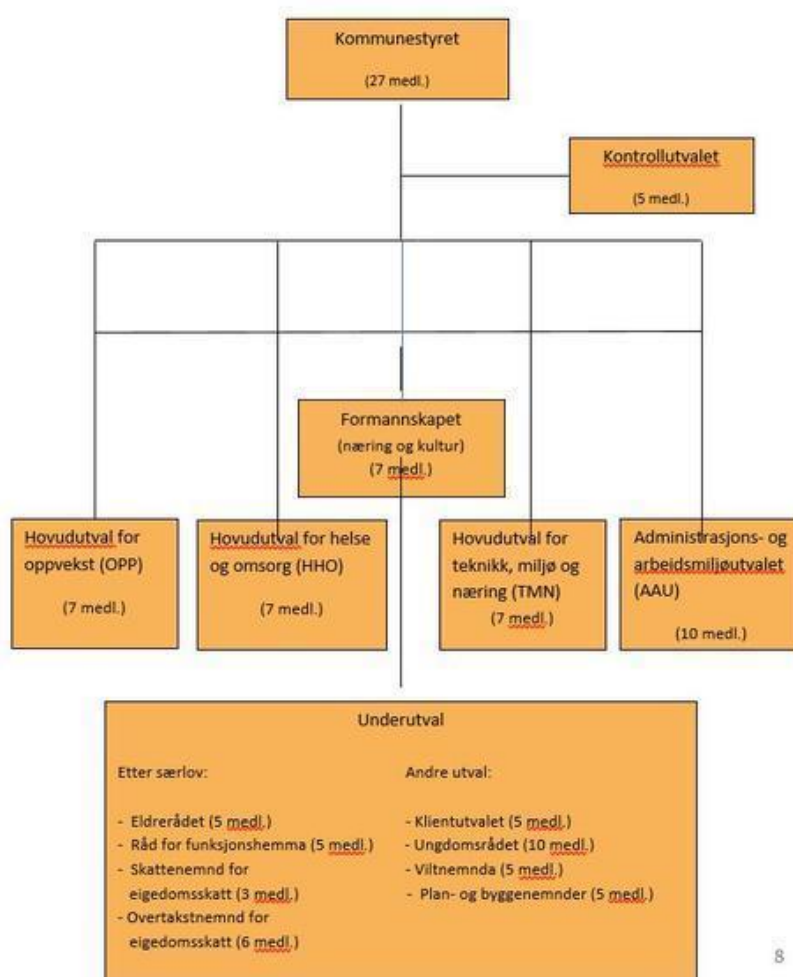 Kommunestyret
(27 medl.)
Kontrollutvalet
(5 medl.)
Formannskapet
(næring og kultur)
(7 medl.)
Hovudutval for
oppvekst (OPP)
(7 medl.)
Hovudutval for helse
og omsorg (HHO)
(7 medl.)
Hovudutval for
teknikk, miljø og
næring (TMN)
(7 medl.)
Administrasjons- og
arbeidsmiljøutvalet
(AAU)
(10 medl.)
Underutval
Etter særlov:
- Eldrerådet (5 medl.)
- Råd for funksjonshemma (5 medl.)
- Skattenemnd for
eigedomsskatt (3 medl.)
- Overtakstnemnd for
eigedomsskatt (6 medl.)
Andre utval:
- Klientutvalet (5 medl.)
- Ungdomsrådet (10 medl.)
- Viltnemnda (5 medl.)
- Plan- og byggenemnder (5 medl.)
8